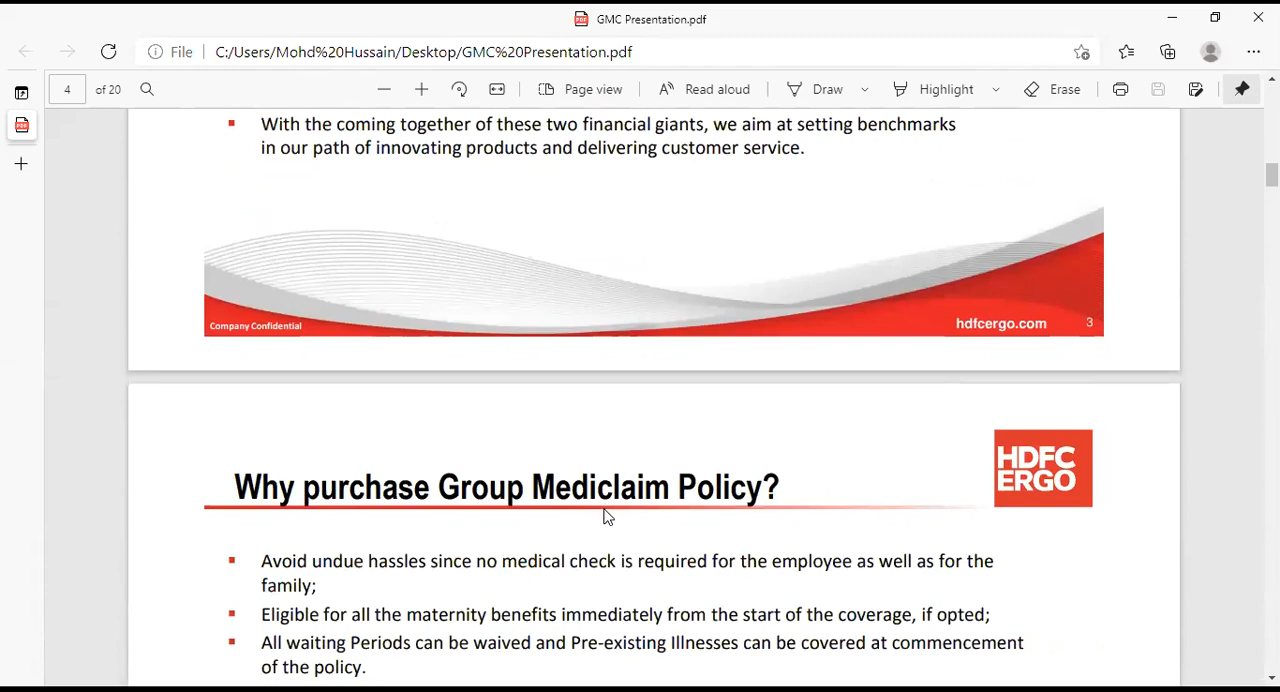 GMC Presentation.pdf
File C:/Users/Mohd%20Hussain/Desktop/GMC%20Presentation.pdf
4 of 20 Page view Read aloud Draw Highlight Erase
With the coming together of these two financial giants, we aim at setting benchmarks
in our path of innovating products and delivering customer service.
Company Confidential hdfcergo.com 3
HDFC
ERGO
Why purchase Group Mediclaim Policy?
Avoid undue hassles since no medical check is required for the employee as well as for the
family;
Eligible for all the maternity benefits immediately from the start of the coverage, if opted;
All waiting Periods can be waived and Pre-existing Illnesses can be covered at commencement
of the policy.